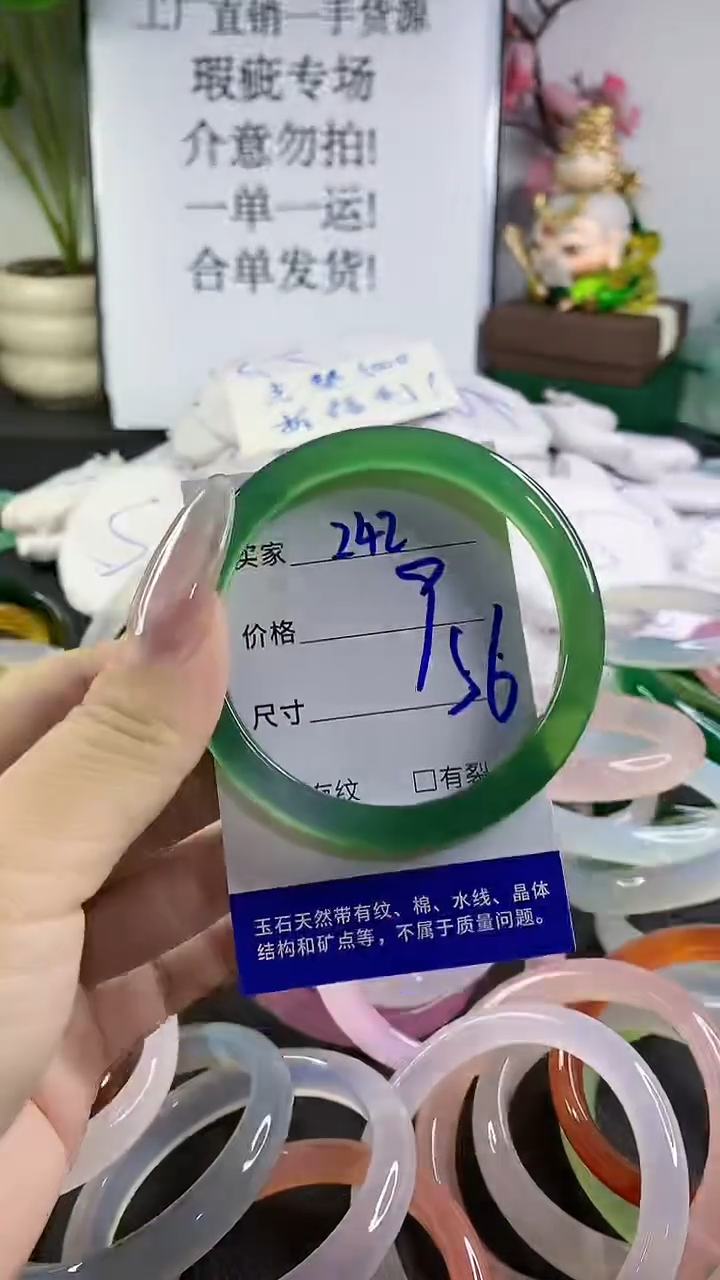 工厂直销一手货源
瑕疵专场
介意勿拍!
一单一运!
合单发货!
买家 242
价格
尺寸 56
有纹 □有裂
玉石天然带有纹、棉、水线、晶体
结构和矿点等，不属于质量问题。